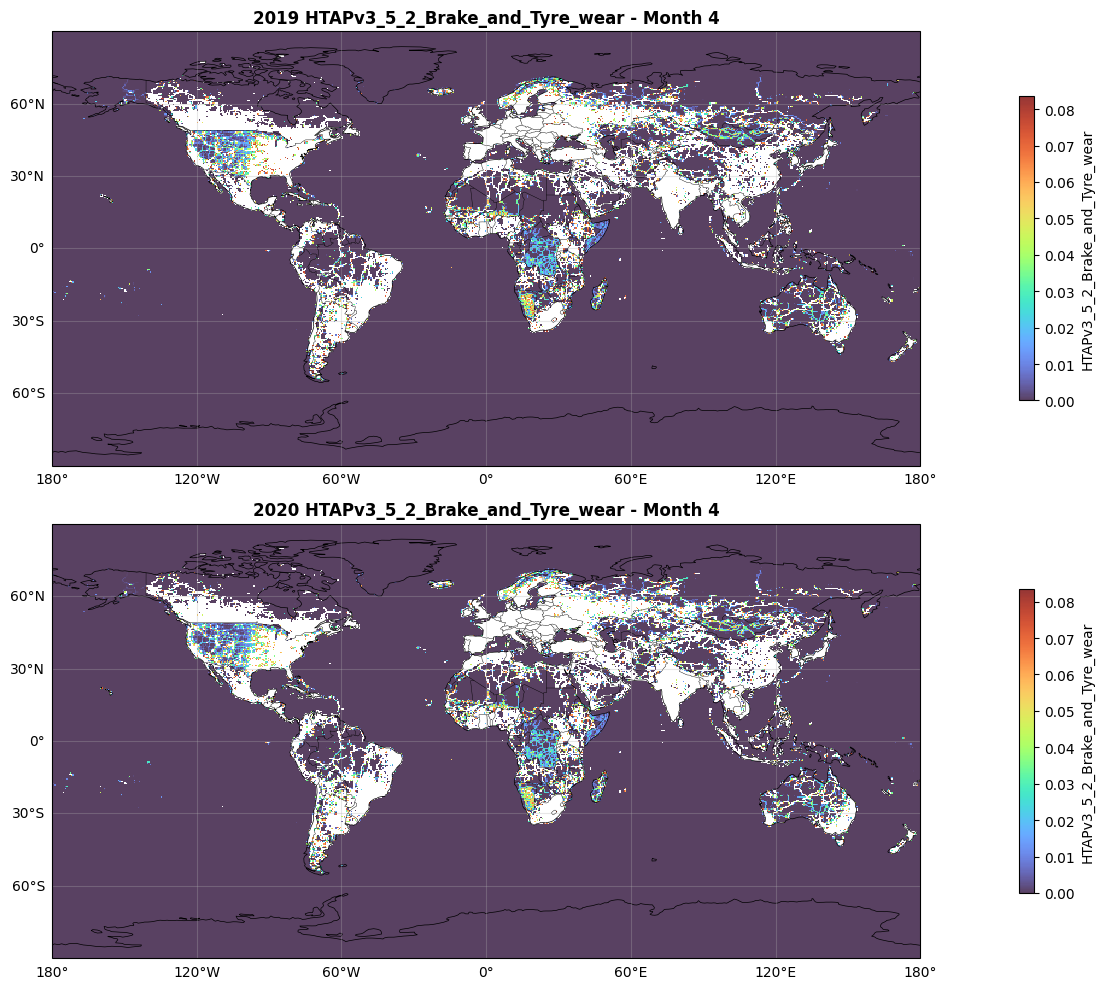 2019 HTAPv3_5_2_Brake_and_Tyre_wear - Month 4
60°N
30°N
0°
30°S
60°S
180°
120°W
60°W
0°
60°E
120°E
180°
0.08
0.07
0.06
0.05
0.04
0.03
0.02
0.01
0.00
HTAPv3_5_2_Brake_and_Tyre_wear
2020 HTAPv3_5_2_Brake_and_Tyre_wear - Month 4
60°N
30°N
0°
30°S
60°S
180°
120°W
60°W
0°
60°E
120°E
180°
0.08
0.07
0.06
0.05
0.04
0.03
0.02
0.01
0.00
HTAPv3_5_2_Brake_and_Tyre_wear